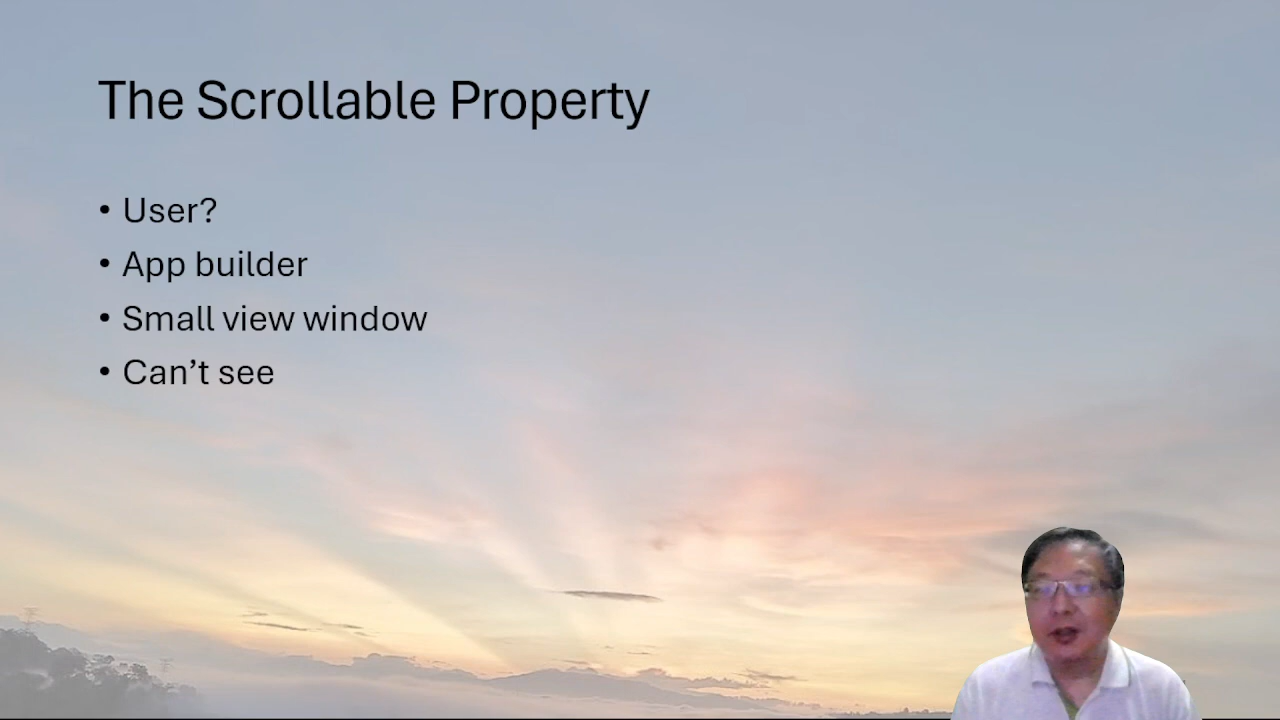 The Scrollable Property
• User?
• App builder
• Small view window
• Can’t see